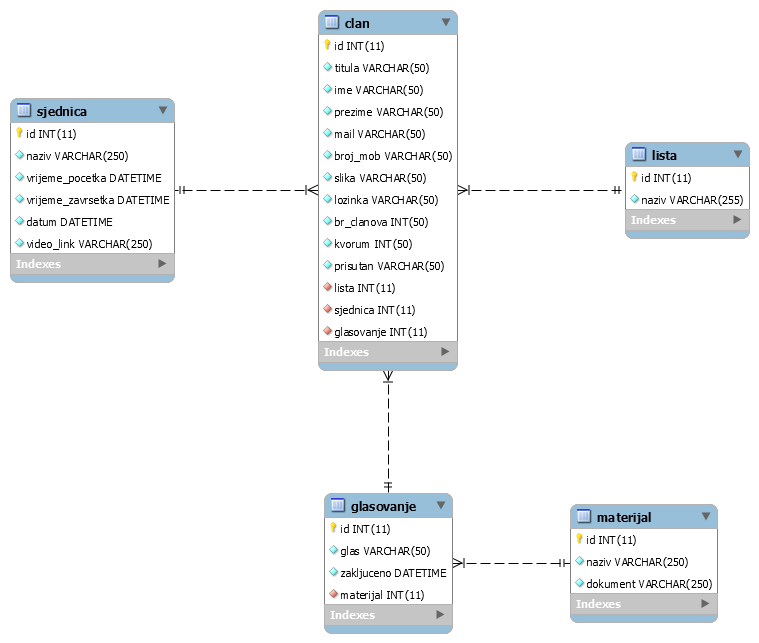 clan
id INT(11)
titula VARCHAR(50)
ime VARCHAR(50)
prezime VARCHAR(50)
mail VARCHAR(50)
broj_mob VARCHAR(50)
slika VARCHAR(50)
lozinka VARCHAR(50)
br_clanova INT(50)
kvorum INT(50)
prisutan VARCHAR(50)
lista INT(11)
sjednica INT(11)
glasovanje INT(11)
Indexes
sjednica
id INT(11)
naziv VARCHAR(250)
vrijeme_pocetka DATETIME
vrijeme_zavrsetka DATETIME
datum DATETIME
video_link VARCHAR(250)
Indexes
lista
id INT(11)
naziv VARCHAR(255)
Indexes
glasovanje
id INT(11)
glas VARCHAR(50)
zakljuceno DATETIME
materijal INT(11)
Indexes
materijal
id INT(11)
naziv VARCHAR(250)
dokument VARCHAR(250)
Indexes